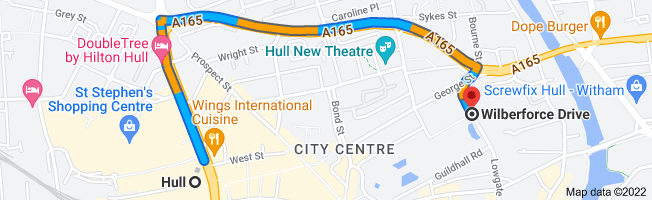 Grey St
A165
Caroline Pl
Sykes St
Bourne St
Dope Burger
DoubleTree
by Hilton Hull
Wright St
Hull New Theatre
A165
A165
A165
Prospect St
George St
St Stephen's
Shopping Centre
Wings International
Cuisine
Bond St
Screwfix Hull - Witham
Wilberforce Drive
West St
CITY CENTRE
Guildhall Rd
Lowgate
Hull
Map data ©2022